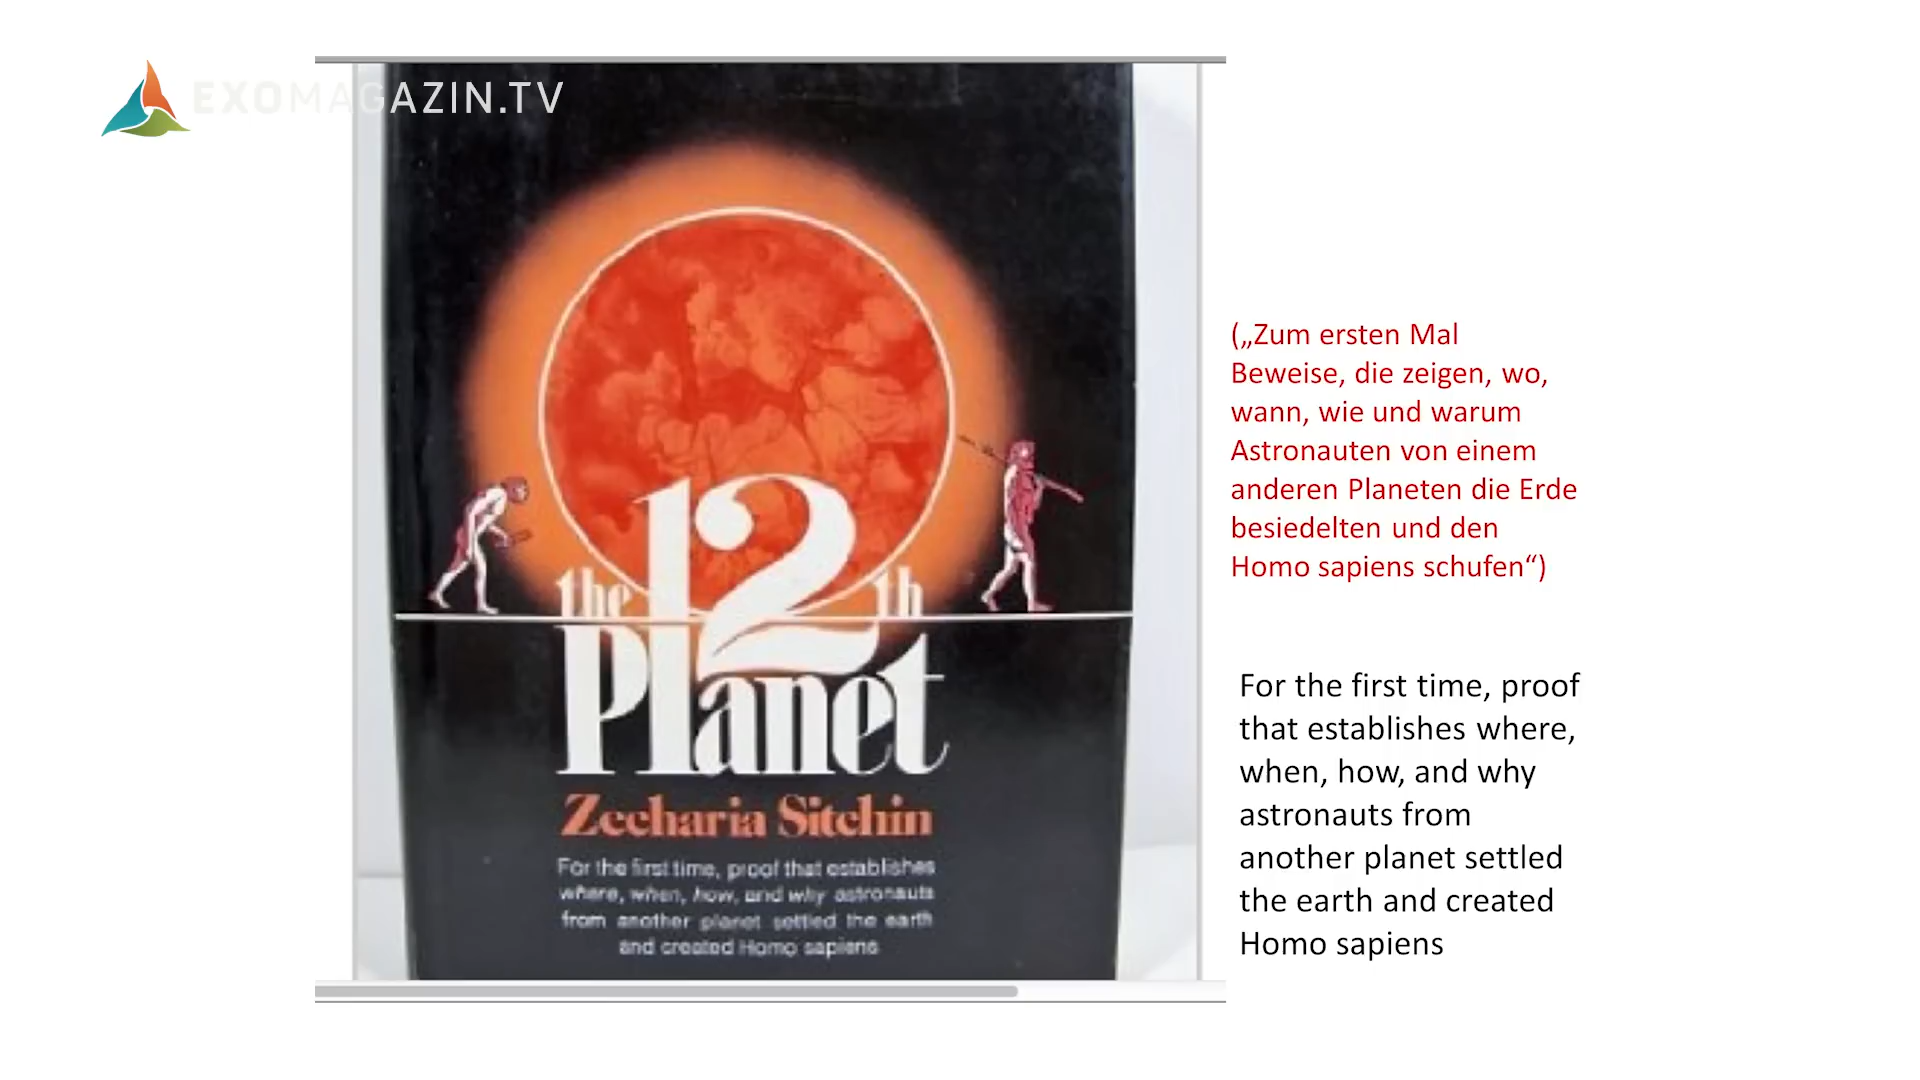 EXOMAGAZIN.TV
the 12th
Planet
Zecharia Sitchin
For the first time, proof that establishes
where, when, how, and why astronauts
from another planet settled the earth
and created Homo sapiens
(„Zum ersten Mal
Beweise, die zeigen, wo,
wann, wie und warum
Astronauten von einem
anderen Planeten die Erde
besiedelten und den
Homo sapiens schufen“)
For the first time, proof
that establishes where,
when, how, and why
astronauts from
another planet settled
the earth and created
Homo sapiens